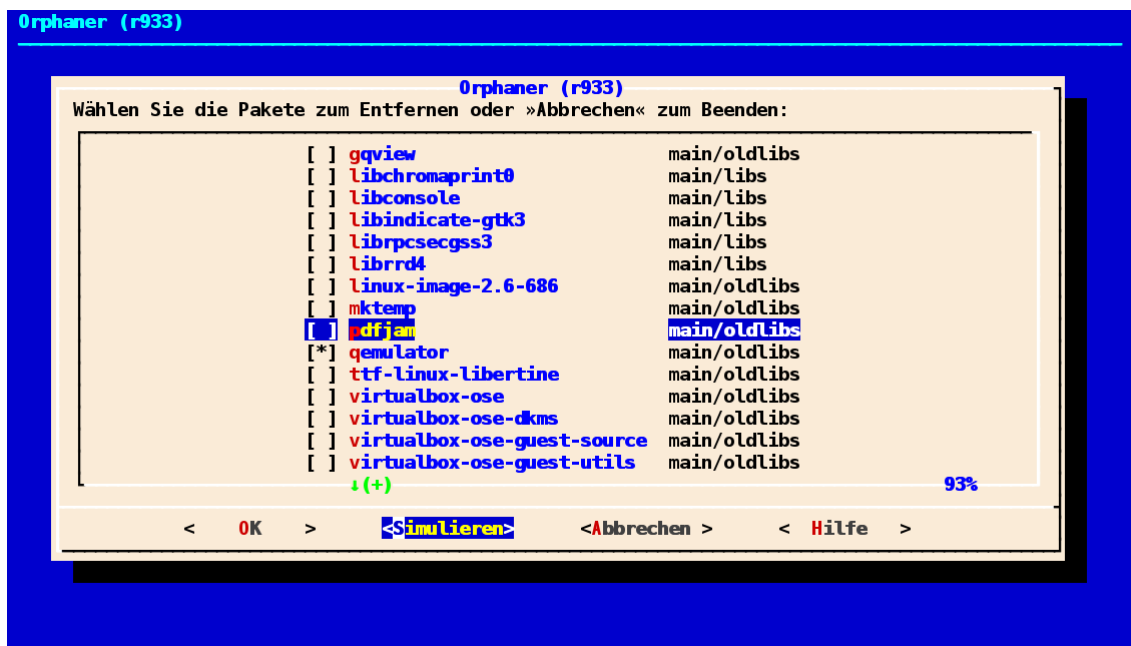 Orphaner (r933)
Orphaner (r933)
Wählen Sie die Pakete zum Entfernen oder »Abbrechen« zum Beenden:
[ ] gqview main/oldlibs
[ ] libchromaprint0 main/libs
[ ] libconsole main/libs
[ ] libindicate-gtk3 main/libs
[ ] librpcsecgss3 main/libs
[ ] librrd4 main/libs
[ ] linux-image-2.6-686 main/oldlibs
[ ] mktemp main/oldlibs
[ ] pdfjam main/oldlibs
[*] qemulator main/oldlibs
[ ] ttf-linux-libertine main/oldlibs
[ ] virtualbox-ose main/oldlibs
[ ] virtualbox-ose-dkms main/oldlibs
[ ] virtualbox-ose-guest-source main/oldlibs
[ ] virtualbox-ose-guest-utils main/oldlibs
↓(+) 93%
< OK > <Simulieren> <Abbrechen > < Hilfe >